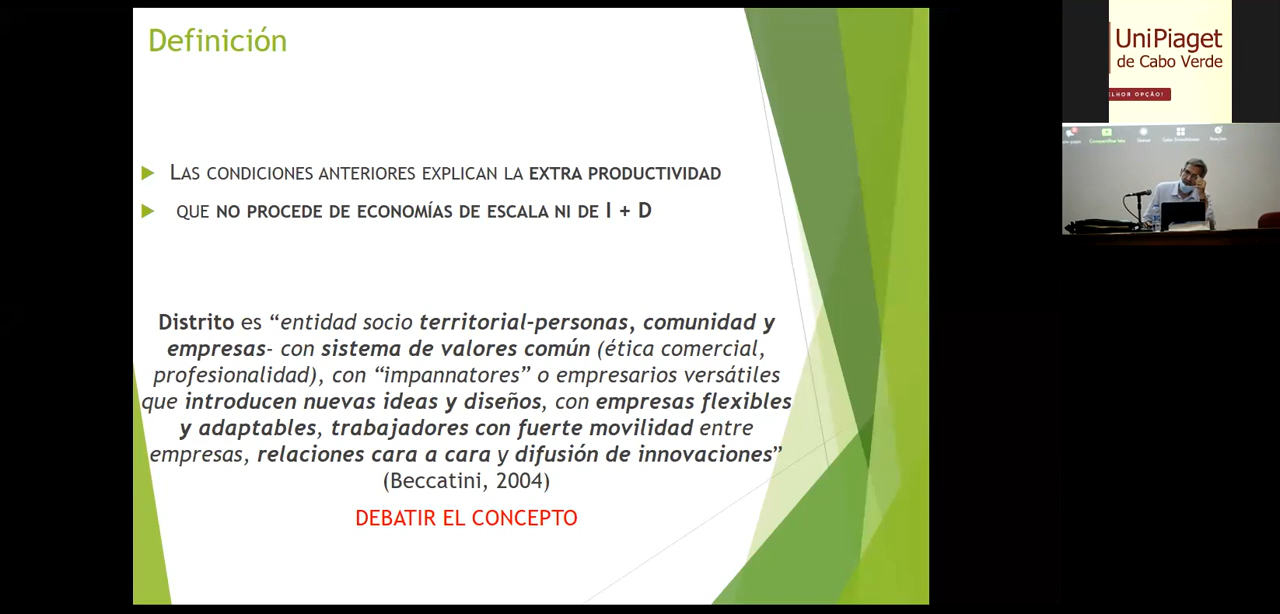 Definición
LAS CONDICIONES ANTERIORES EXPLICAN LA EXTRA PRODUCTIVIDAD
QUE NO PROCEDE DE ECONOMÍAS DE ESCALA NI DE I + D
Distrito es “entidad socio territorial-personas, comunidad y
empresas- con sistema de valores común (ética comercial,
profesionalidad), con “impannatores” o empresarios versátiles
que introducen nuevas ideas y diseños, con empresas flexibles
y adaptables, trabajadores con fuerte movilidad entre
empresas, relaciones cara a cara y difusión de innovaciones”
(Beccatini, 2004)
DEBATIR EL CONCEPTO
UniPiaget
de Cabo Verde
ELHOR OPÇÃO!